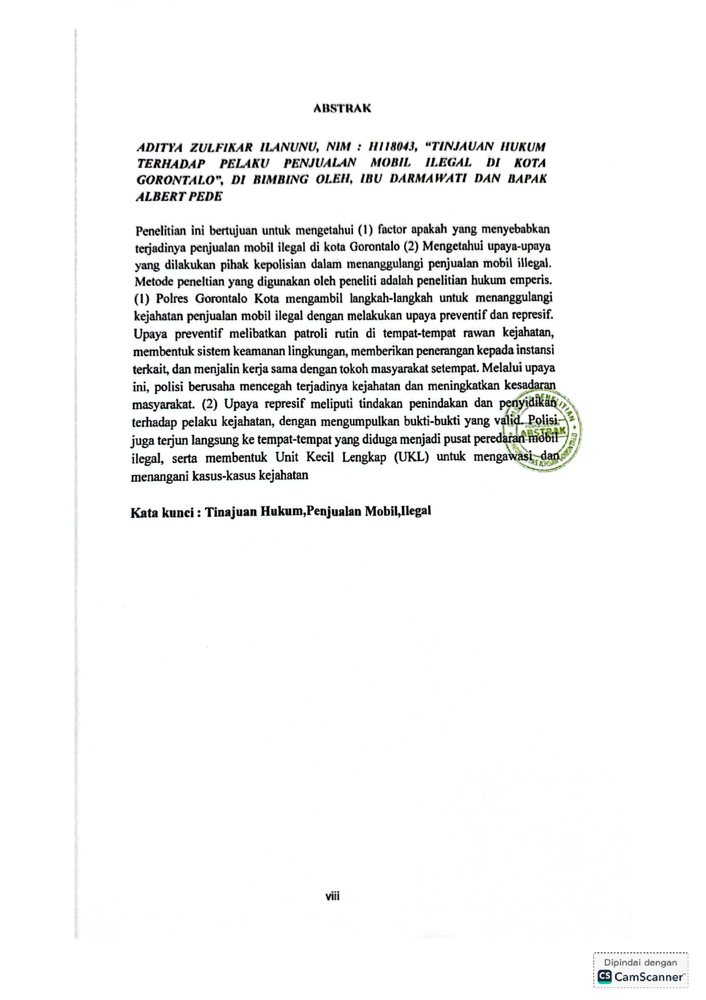 ABSTRAK
ADITYA ZULFIKAR ILANUNU, NIM : H118043, “TINJAUAN HUKUM
TERHADAP PELAKU PENJUALAN MOBIL ILEGAL DI KOTA
GORONTALO”, DI BIMBING OLEH, IBU DARMAWATI DAN BAPAK
ALBERT PEDE
Penelitian ini bertujuan untuk mengetahui (1) factor apakah yang menyebabkan
terjadinya penjualan mobil ilegal di kota Gorontalo (2) Mengetahui upaya-upaya
yang dilakukan pihak kepolisian dalam menanggulangi penjualan mobil illegal.
Metode peneltian yang digunakan oleh peneliti adalah penelitian hukum emperis.
(1) Polres Gorontalo Kota mengambil langkah-langkah untuk menanggulangi
kejahatan penjualan mobil ilegal dengan melakukan upaya preventif dan represif.
Upaya preventif melibatkan patroli rutin di tempat-tempat rawan kejahatan,
membentuk sistem keamanan lingkungan, memberikan penerangan kepada instansi
terkait, dan menjalin kerja sama dengan tokoh masyarakat setempat. Melalui upaya
ini, polisi berusaha mencegah terjadinya kejahatan dan meningkatkan kesadaran
masyarakat. (2) Upaya represif meliputi tindakan penindakan dan penyidikan
terhadap pelaku kejahatan, dengan mengumpulkan bukti-bukti yang valid. Polisi
juga terjun langsung ke tempat-tempat yang diduga menjadi pusat peredaran mobil
ilegal, serta membentuk Unit Kecil Lengkap (UKL) untuk mengawasi dan
menangani kasus-kasus kejahatan
PENELITIAN
ABSTRAK
ICHSAN GORONTALO
Kata kunci : Tinajuan Hukum,Penjualan Mobil,Ilegal
viii
Dipindai dengan
CS CamScanner